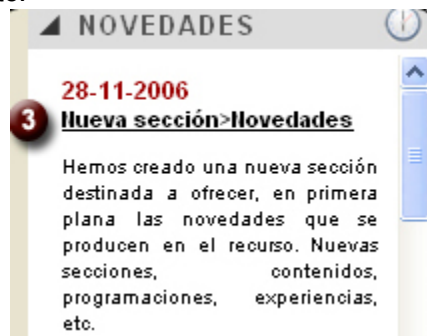 NOVEDADES
28-11-2006
3
Nueva sección>Novedades
Hemos creado una nueva sección
destinada a ofrecer, en primera
plana las novedades que se
producen en el recurso. Nuevas
secciones, contenidos,
programaciones, experiencias,
etc.